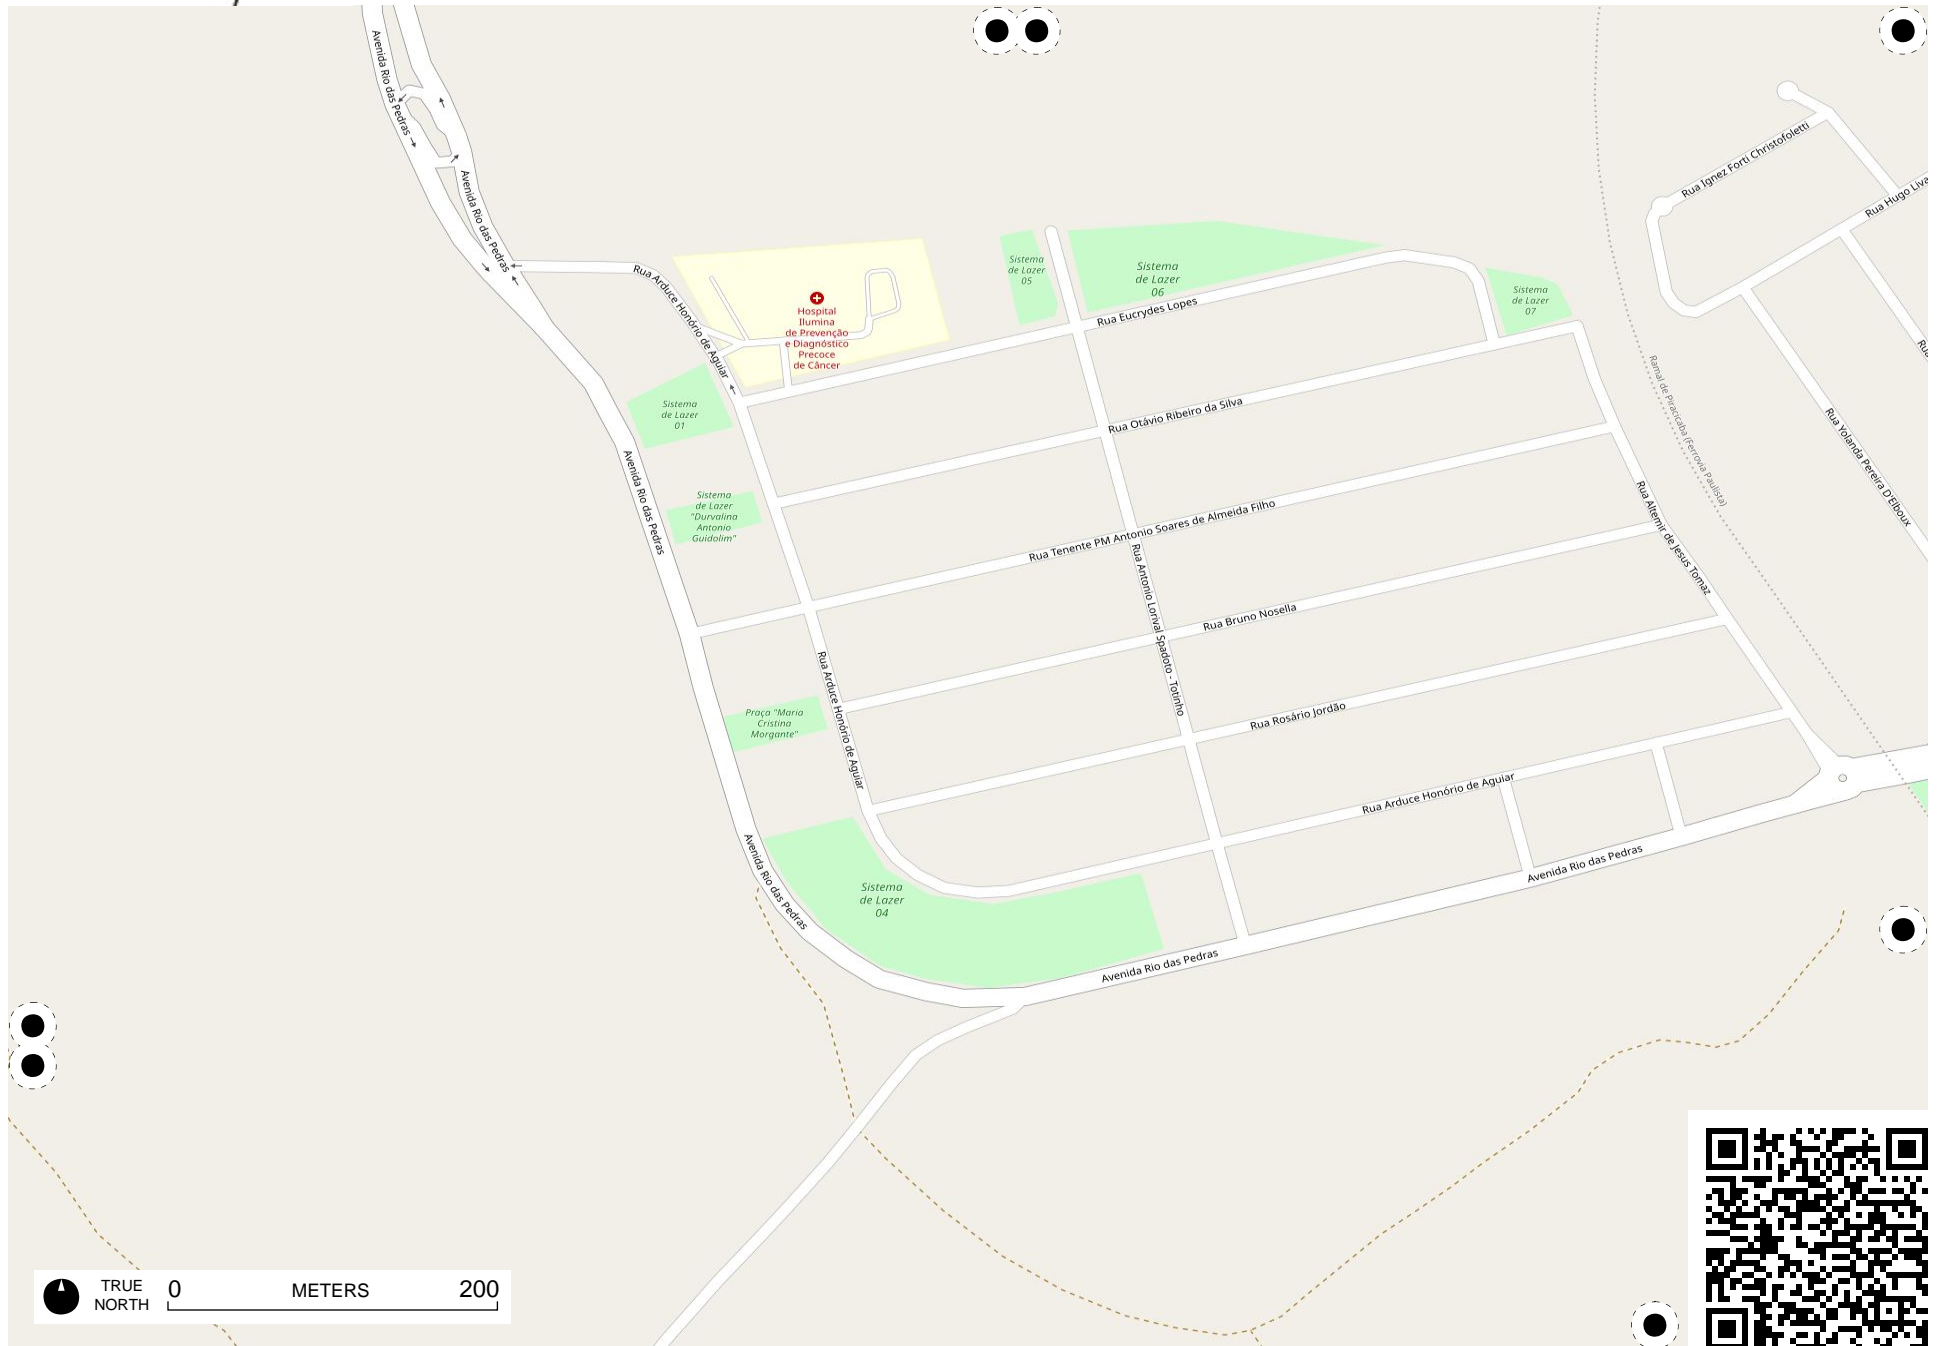 Avenida Rio das Pedras
Avenida Rio das Pedras
Rua Ignez Forti Christofoletti
Rua Hugo Liva
Rua Arduce Honório de Aguiar
Sistema
de Lazer
05
Sistema
de Lazer
06
Sistema
de Lazer
07
Hospital
Ilumina
de Prevenção
e Diagnóstico
Precoce
de Câncer
Rua Eucrydes Lopes
Rua
Ramal de Piracicaba (Ferrovia Paulista)
Sistema
de Lazer
01
Rua Otávio Ribeiro da Silva
Rua Yolanda Pereira D'Elboux
Avenida Rio das Pedras
Sistema
de Lazer
"Durvalina
Antonio
Guidolim"
Rua Tenente PM Antonio Soares de Almeida Filho
Rua Altemir de Jesus Tomaz
Rua Antonio Lorival Spadoto - Totinho
Rua Bruno Nosella
Rua Arduce Honório de Aguiar
Praça "Maria
Cristina
Morgante"
Rua Rosário Jordão
Rua Arduce Honório de Aguiar
Avenida Rio das Pedras
Sistema
de Lazer
04
Avenida Rio das Pedras
Avenida Rio das Pedras
TRUE
NORTH
0 METERS 200